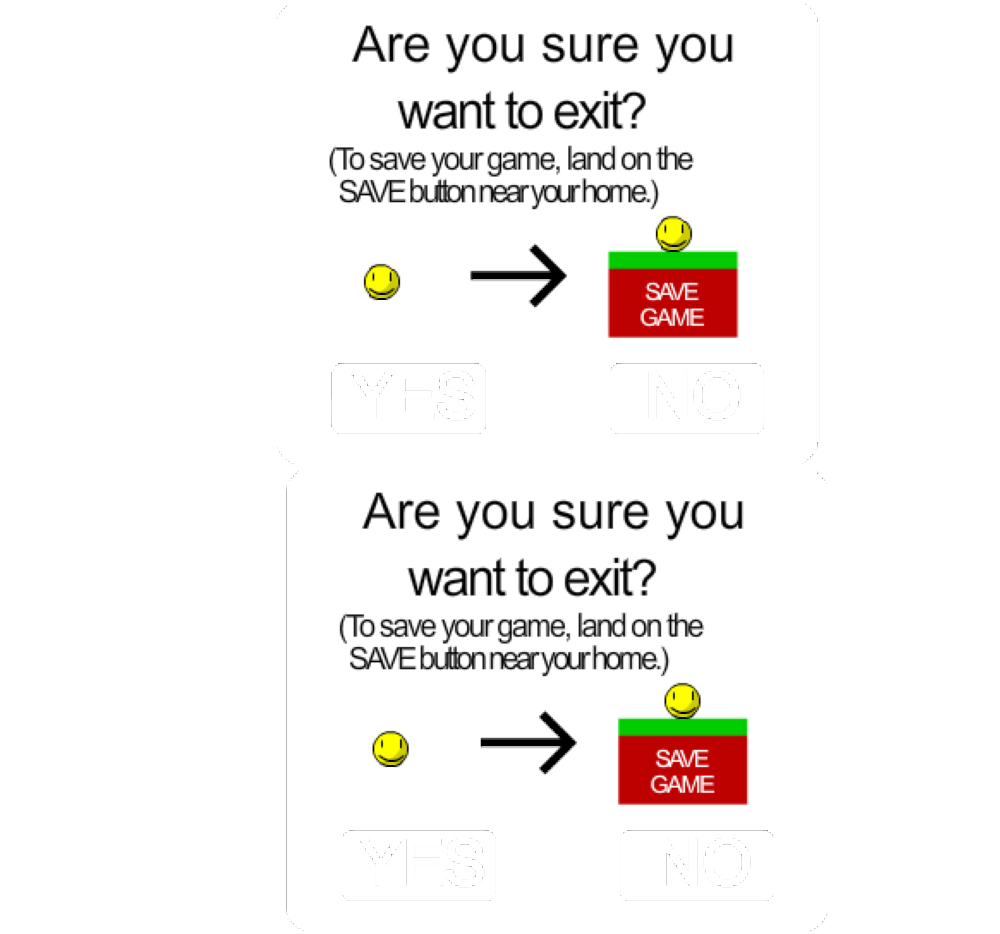 Are you sure you
want to exit?
(To save your game, land on the
SAVE button near your home.)
SAVE
GAME
YES NO
Are you sure you
want to exit?
(To save your game, land on the
SAVE button near your home.)
SAVE
GAME
YES NO